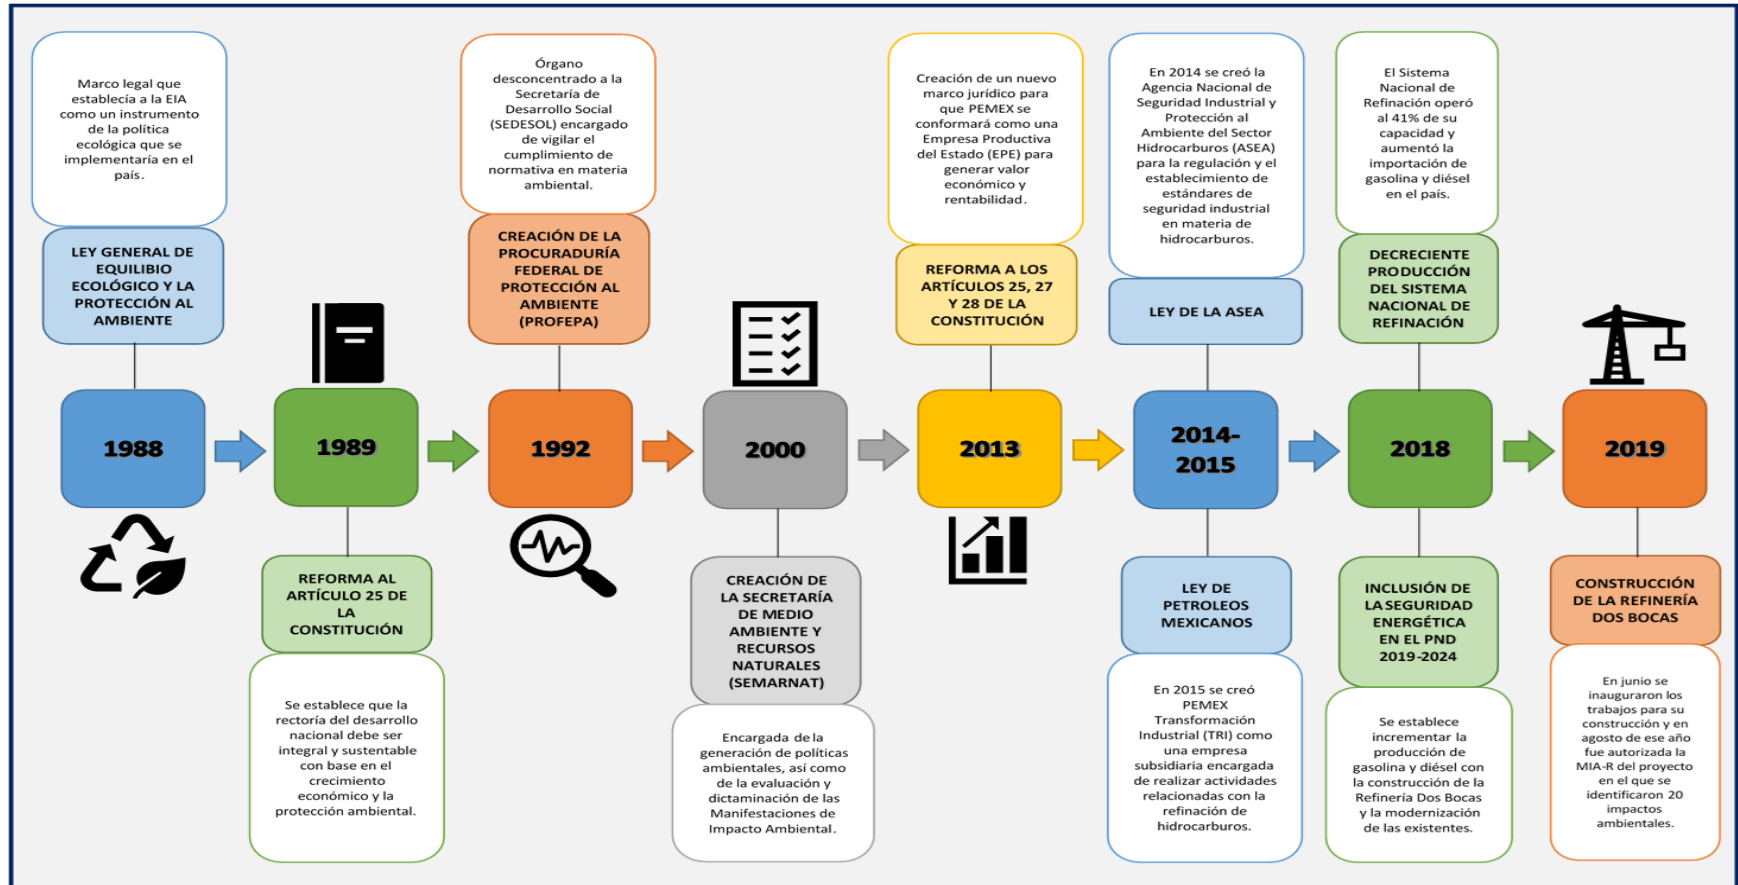 Marco legal que
establecía a la EIA
como un instrumento
de la política
ecológica que se
implementaría en el
país.
LEY GENERAL DE
EQUILIBIO
ECOLÓGICO Y LA
PROTECCIÓN AL
AMBIENTE
1988
1989
REFORMA AL
ARTÍCULO 25 DE
LA
CONSTITUCIÓN
Se establece que la
rectoría del desarrollo
nacional debe ser
integral y sustentable
con base en el
crecimiento
económico y la
protección ambiental.
Órgano
desconcentrado a la
Secretaría de
Desarrollo Social
(SEDESOL) encargado
de vigilar el
cumplimiento de
normativa en materia
ambiental.
CREACIÓN DE LA
PROCURADURÍA
FEDERAL DE
PROTECCIÓN AL
AMBIENTE
(PROFEPA)
1992
2000
CREACIÓN DE
LA SECRETARÍA
DE MEDIO
AMBIENTE Y
RECURSOS
NATURALES
(SEMARNAT)
Encargada de la
generación de políticas
ambientales, así como
de la evaluación y
dictaminación de las
Manifestaciones de
Impacto Ambiental.
Creación de un nuevo
marco jurídico para
que PEMEX se
conformará como una
Empresa Productiva
del Estado (EPE) para
generar valor
económico y
rentabilidad.
REFORMA A LOS
ARTÍCULOS 25, 27
Y 28 DE LA
CONSTITUCIÓN
2013
En 2014 se creó la
Agencia Nacional de
Seguridad Industrial y
Protección al
Ambiente del Sector
Hidrocarburos (ASEA)
para la regulación y el
establecimiento de
estándares de
seguridad industrial
en materia de
hidrocarburos.
LEY DE LA ASEA
2014-
2015
LEY DE
PETROLEOS
MEXICANOS
En 2015 se creó
PEMEX
Transformación
Industrial (TRI) como
una empresa
subsidiaria encargada
de realizar actividades
relacionadas con la
refinación de
hidrocarburos.
El Sistema
Nacional de
Refinación operó
al 41% de su
capacidad y
aumentó la
importación de
gasolina y diésel
en el país.
DECRECIENTE
PRODUCCIÓN
DEL SISTEMA
NACIONAL DE
REFINACIÓN
2018
INCLUSIÓN DE
LA SEGURIDAD
ENERGÉTICA
EN EL PND
2019-2024
Se establece
incrementar la
producción de
gasolina y diésel con
la construcción de la
Refinería Dos Bocas
y la modernización
de las existentes.
2019
CONSTRUCCIÓN
DE LA REFINERÍA
DOS BOCAS
En junio se
inauguraron los
trabajos para su
construcción y en
agosto de ese año
fue autorizada la
MIA-R del proyecto
en el que se
identificaron 20
impactos
ambientales.